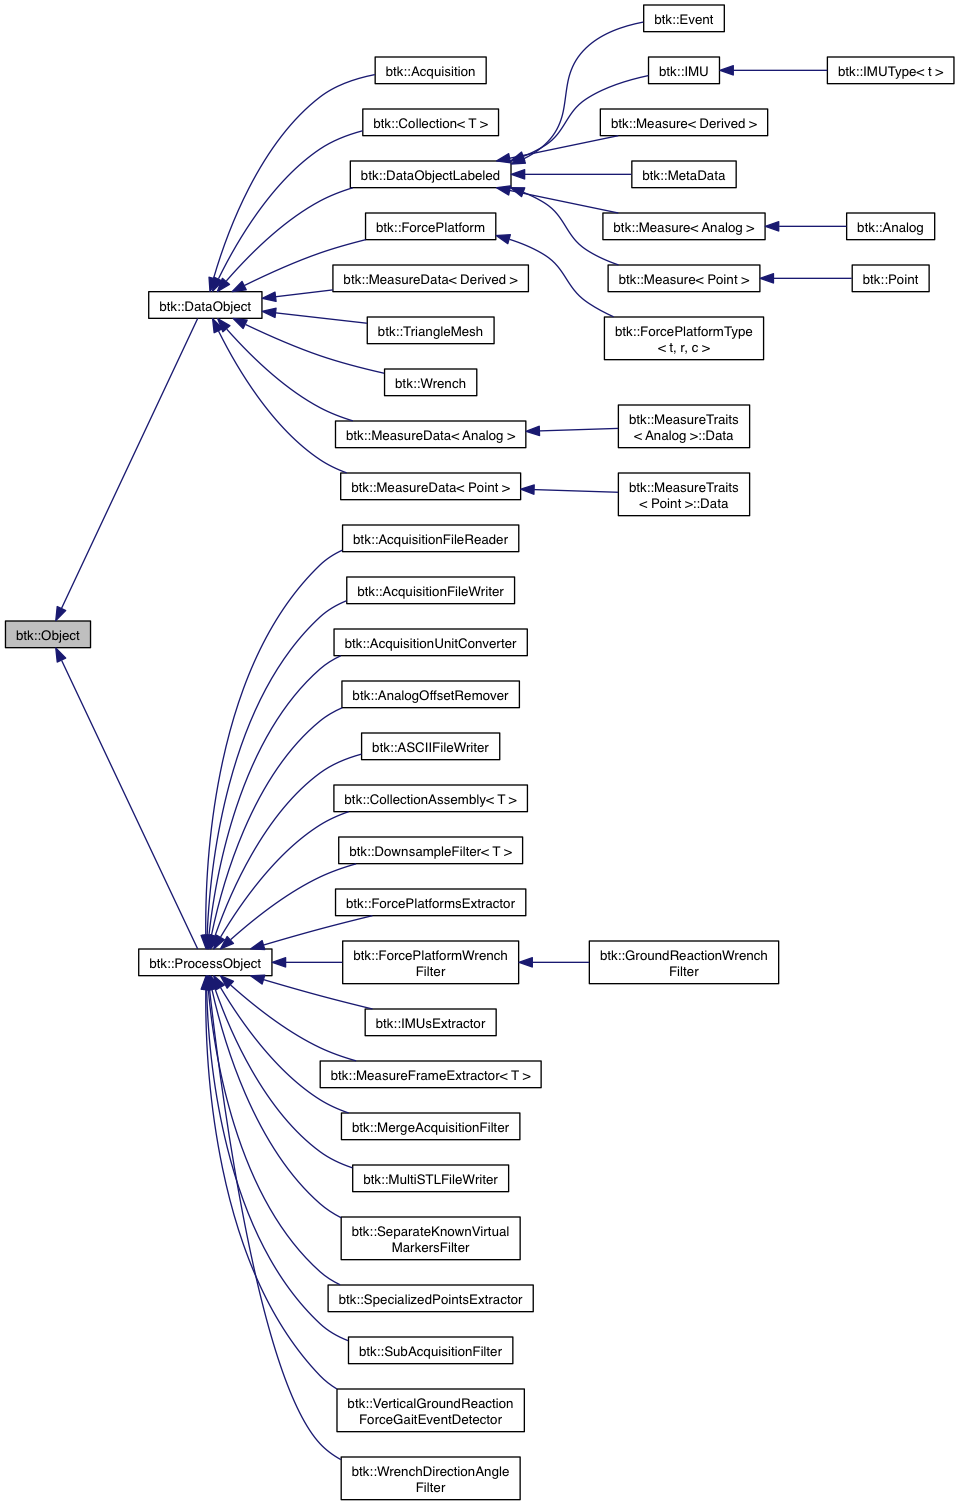 btk::Event
btk::Acquisition
btk::IMU
btk::IMUType< t >
btk::Collection< T >
btk::Measure< Derived >
btk::DataObjectLabeled
btk::MetaData
btk::ForcePlatform
btk::Measure< Analog >
btk::Analog
btk::MeasureData< Derived >
btk::Measure< Point >
btk::Point
btk::DataObject
btk::TriangleMesh
btk::ForcePlatformType
< t, r, c >
btk::Wrench
btk::MeasureData< Analog >
btk::MeasureTraits
< Analog >::Data
btk::MeasureData< Point >
btk::MeasureTraits
< Point >::Data
btk::AcquisitionFileReader
btk::AcquisitionFileWriter
btk::Object
btk::AcquisitionUnitConverter
btk::AnalogOffsetRemover
btk::ASCIIFileWriter
btk::CollectionAssembly< T >
btk::DownsampleFilter< T >
btk::ForcePlatformsExtractor
btk::ProcessObject
btk::ForcePlatformWrench
Filter
btk::GroundReactionWrench
Filter
btk::IMUsExtractor
btk::MeasureFrameExtractor< T >
btk::MergeAcquisitionFilter
btk::MultiSTLFileWriter
btk::SeparateKnownVirtual
MarkersFilter
btk::SpecializedPointsExtractor
btk::SubAcquisitionFilter
btk::VerticalGroundReaction
ForceGaitEventDetector
btk::WrenchDirectionAngle
Filter